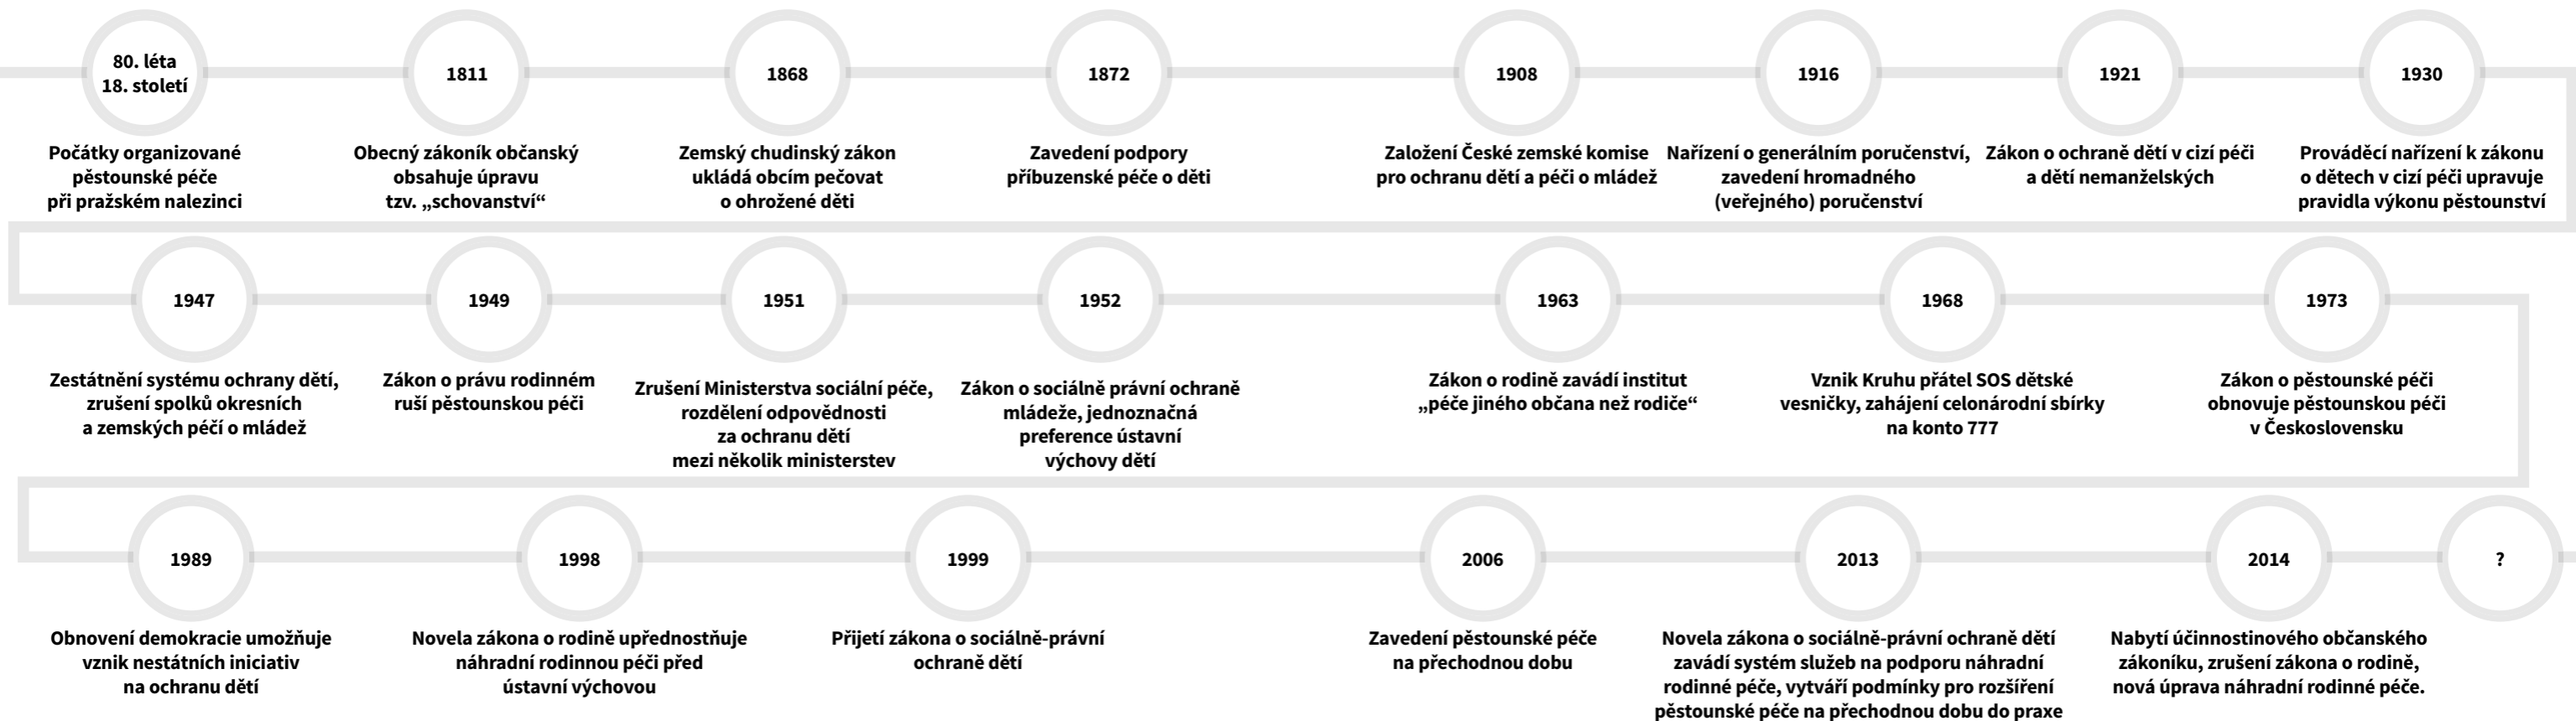 80. léta
18. století
Počátky organizované
pěstounské péče
při pražském nalezinci
1811
Obecný zákoník občanský
obsahuje úpravu
tzv. „schovanství“
1868
Zemský chudinský zákon
ukládá obcím pečovat
o ohrožené děti
1872
Zavedení podpory
příbuzenské péče o děti
1908
Založení České zemské komise
pro ochranu dětí a péči o mládež
1916
Nařízení o generálním poručenství,
zavedení hromadného
(veřejného) poručenství
1921
Zákon o ochraně dětí v cizí péči
a dětí nemanželských
1930
Prováděcí nařízení k zákonu
o dětech v cizí péči upravuje
pravidla výkonu pěstounství
1947
Zestátnění systému ochrany dětí,
zrušení spolků okresních
a zemských péčí o mládež
1949
Zákon o právu rodinném
ruší pěstounskou péči
1951
Zrušení Ministerstva sociální péče,
rozdělení odpovědnosti
za ochranu dětí
mezi několik ministerstev
1952
Zákon o sociálně právní ochraně
mládeže, jednoznačná
preference ústavní
výchovy dětí
1963
Zákon o rodině zavádí institut
„péče jiného občana než rodiče“
1968
Vznik Kruhu přátel SOS dětské
vesničky, zahájení celonárodní sbírky
na konto 777
1973
Zákon o pěstounské péči
obnovuje pěstounskou péči
v Československu
1989
Obnovení demokracie umožňuje
vznik nestátních iniciativ
na ochranu dětí
1998
Novela zákona o rodině upřednostňuje
náhradní rodinnou péči před
ústavní výchovou
1999
Přijetí zákona o sociálně-právní
ochraně dětí
2006
Zavedení pěstounské péče
na přechodnou dobu
2013
Novela zákona o sociálně-právní ochraně dětí
zavádí systém služeb na podporu náhradní
rodinné péče, vytváří podmínky pro rozšíření
pěstounské péče na přechodnou dobu do praxe
2014
Nabytí účinnostinového občanského
zákoníku, zrušení zákona o rodině,
nová úprava náhradní rodinné péče.
?